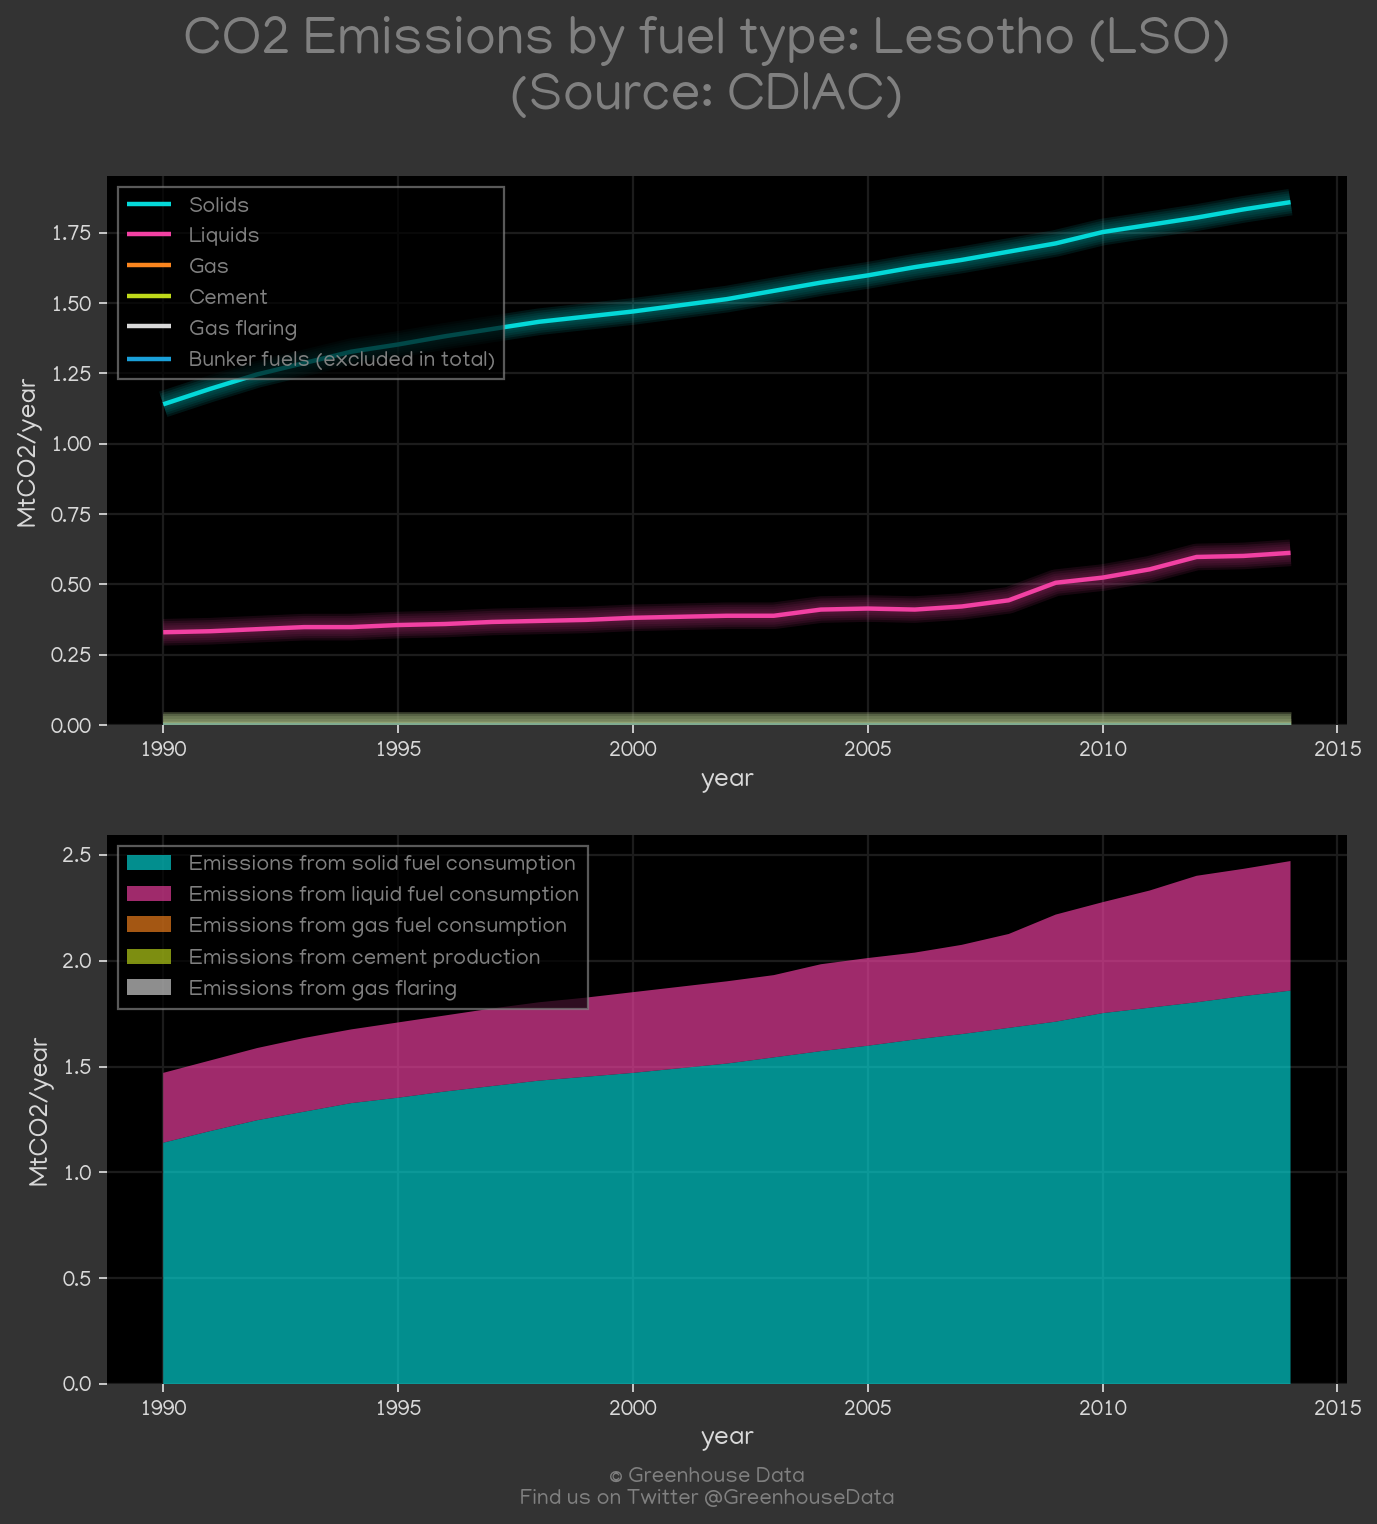 CO2 Emissions by fuel type: Lesotho (LSO)
(Source: CDIAC)
Solids
Liquids
Gas
Cement
Gas flaring
Bunker fuels (excluded in total)
MtCO2/year
1.75
1.50
1.25
1.00
0.75
0.50
0.25
0.00
1990 1995 2000 2005 2010 2015
year
Emissions from solid fuel consumption
Emissions from liquid fuel consumption
Emissions from gas fuel consumption
Emissions from cement production
Emissions from gas flaring
MtCO2/year
2.5
2.0
1.5
1.0
0.5
0.0
1990 1995 2000 2005 2010 2015
year
© Greenhouse Data
Find us on Twitter @GreenhouseData